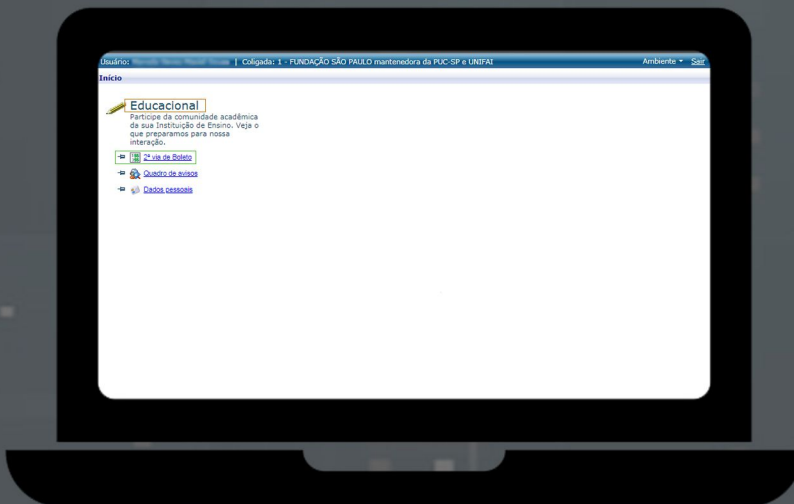 Usuário: | Coligada: 1 - FUNDAÇÃO SÃO PAULO mantenedora da PUC-SP e UNIFAI
Ambiente Sair
Início
Educacional
Participe da comunidade acadêmica
da sua Instituição de Ensino. Veja o
que preparamos para nossa
interação.
2ª via de Boleto
Quadro de avisos
Dados pessoais